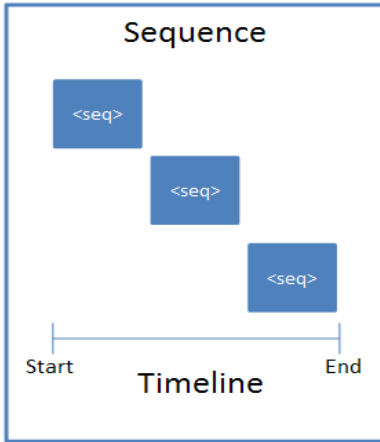 Sequence
<seq>
<seq>
<seq>
Start End
Timeline